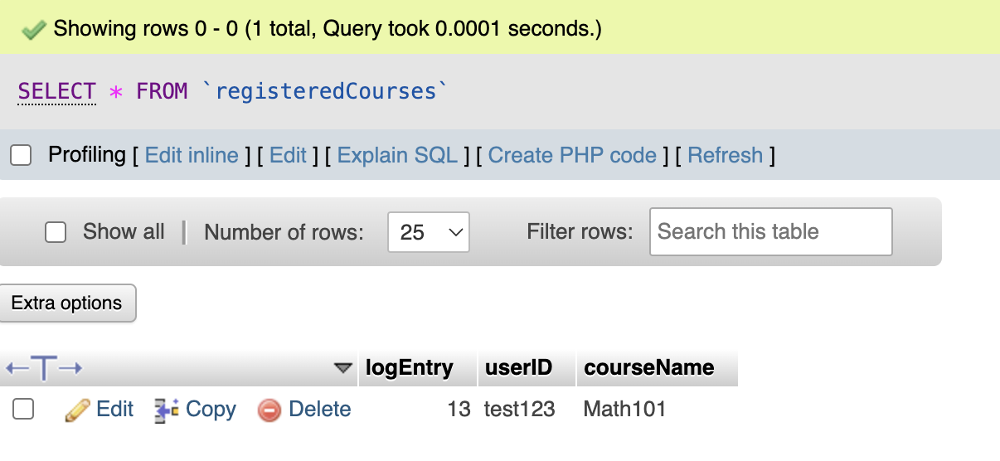 Showing rows 0 - 0 (1 total, Query took 0.0001 seconds.)
SELECT * FROM `registeredCourses`
Profiling [ Edit inline ] [ Edit ] [ Explain SQL ] [ Create PHP code ] [ Refresh ]
Show all | Number of rows: 25 Filter rows: Search this table
Extra options
←T→ logEntry userID courseName
Edit Copy Delete 13 test123 Math101